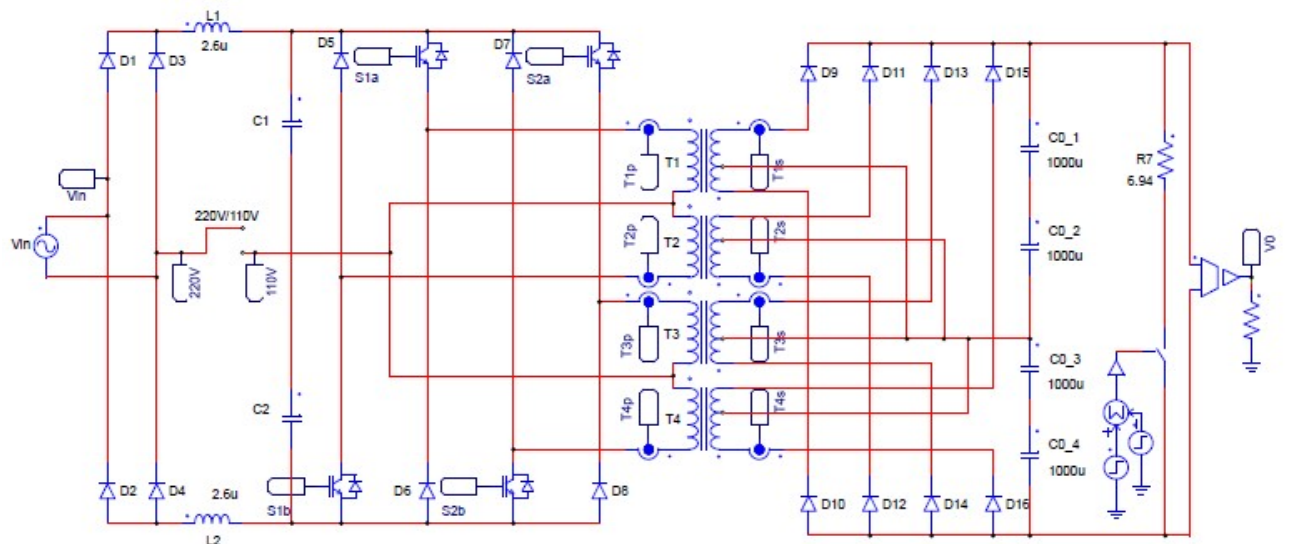 L1
2.6u
D1
D3
D5
S1a
D7
S2a
D9
D11
D13
D15
C1
T1
T1p
T1s
C0_1
1000u
R7
6.94
Vin
220V/110V
Vin
220V
110V
T2p
T2
T2s
C0_2
1000u
V0
T3
T3p
T3s
C0_3
1000u
C2
T4p
T4
T4s
C0_4
1000u
D2
D4
2.6u
L2
S1b
D6
S2b
D8
D10
D12
D14
D16